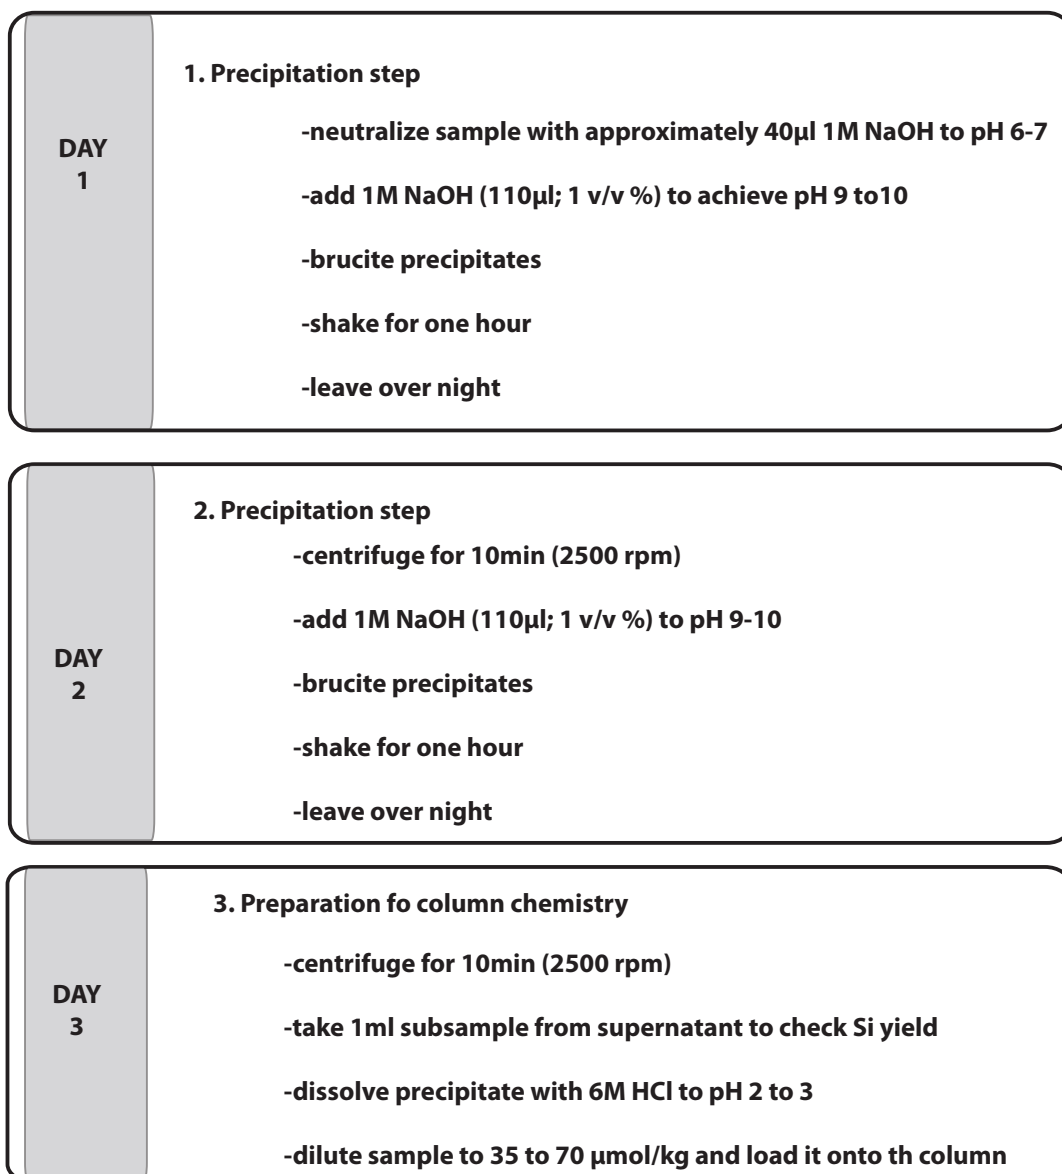 DAY
1
1. Precipitation step
-neutralize sample with approximately 40µl 1M NaOH to pH 6-7
-add 1M NaOH (110µl; 1 v/v %) to achieve pH 9 to10
-brucite precipitates
-shake for one hour
-leave over night
DAY
2
2. Precipitation step
-centrifuge for 10min (2500 rpm)
-add 1M NaOH (110µl; 1 v/v %) to pH 9-10
-brucite precipitates
-shake for one hour
-leave over night
DAY
3
3. Preparation fo column chemistry
-centrifuge for 10min (2500 rpm)
-take 1ml subsample from supernatant to check Si yield
-dissolve precipitate with 6M HCl to pH 2 to 3
-dilute sample to 35 to 70 µmol/kg and load it onto th column